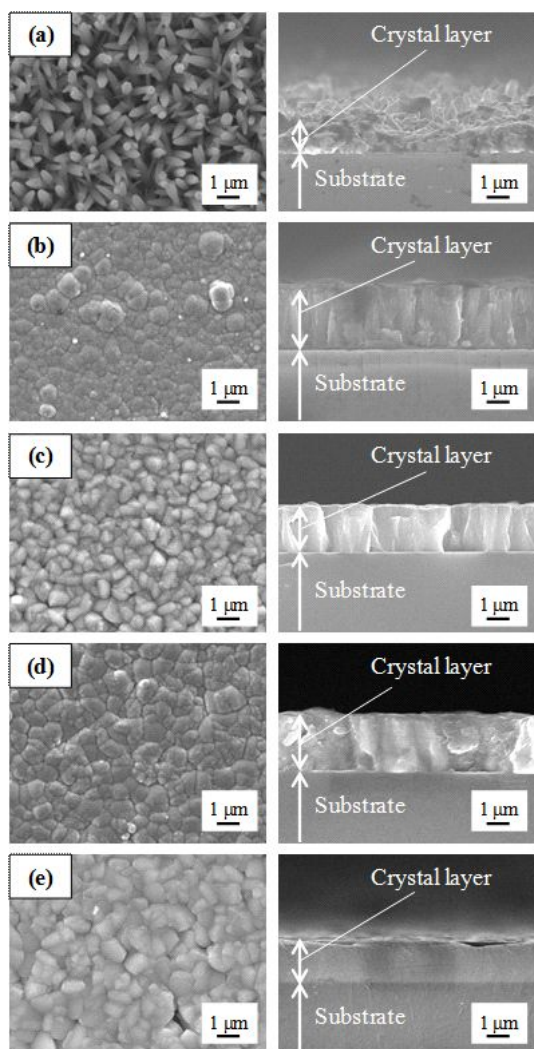 (a)
1 μm
Crystal layer
Substrate
1 μm
(b)
1 μm
Crystal layer
Substrate
1 μm
(c)
1 μm
Crystal layer
Substrate
1 μm
(d)
1 μm
Crystal layer
Substrate
1 μm
(e)
1 μm
Crystal layer
Substrate
1 μm